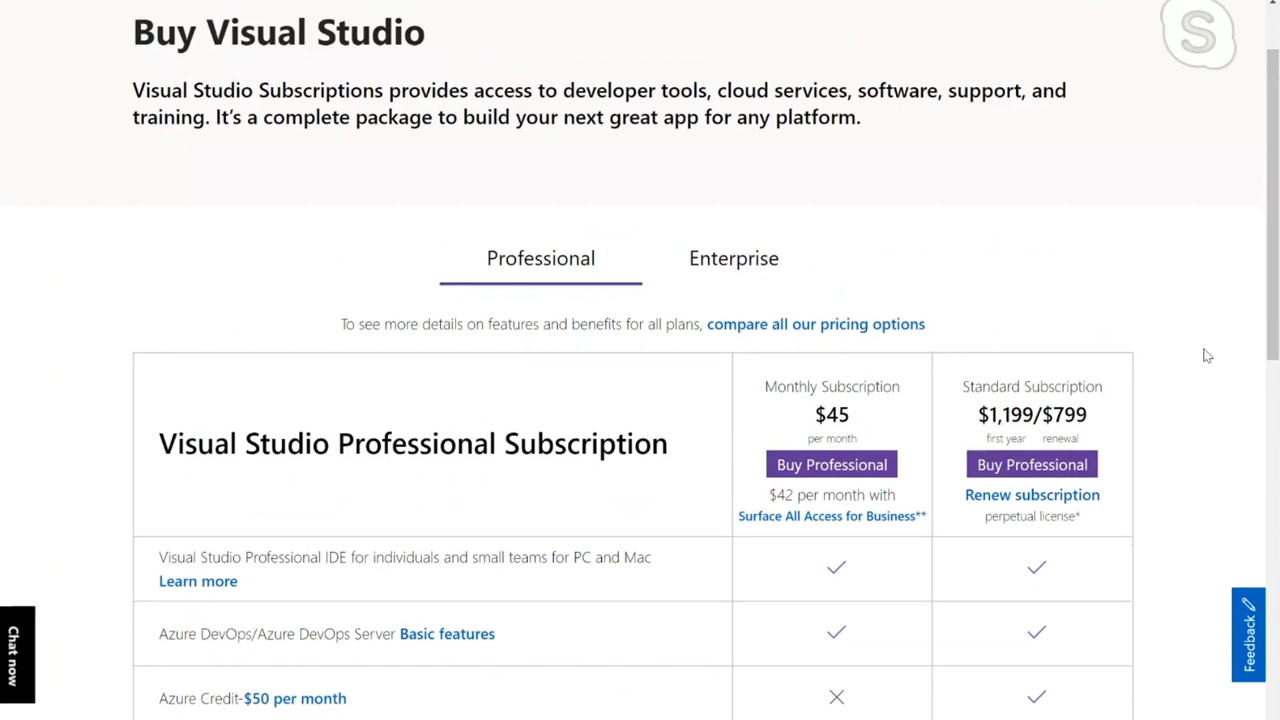 Buy Visual Studio
S
Visual Studio Subscriptions provides access to developer tools, cloud services, software, support, and
training. It's a complete package to build your next great app for any platform.
Professional
Enterprise
To see more details on features and benefits for all plans, compare all our pricing options
Visual Studio Professional Subscription
Monthly Subscription
$45
per month
Buy Professional
$42 per month with
Surface All Access for Business**
Standard Subscription
$1,199/$799
first year renewal
Buy Professional
Renew subscription
perpetual license*
Visual Studio Professional IDE for individuals and small teams for PC and Mac
Learn more
Azure DevOps/Azure DevOps Server Basic features
Azure Credit-$50 per month
Chat now
Feedback